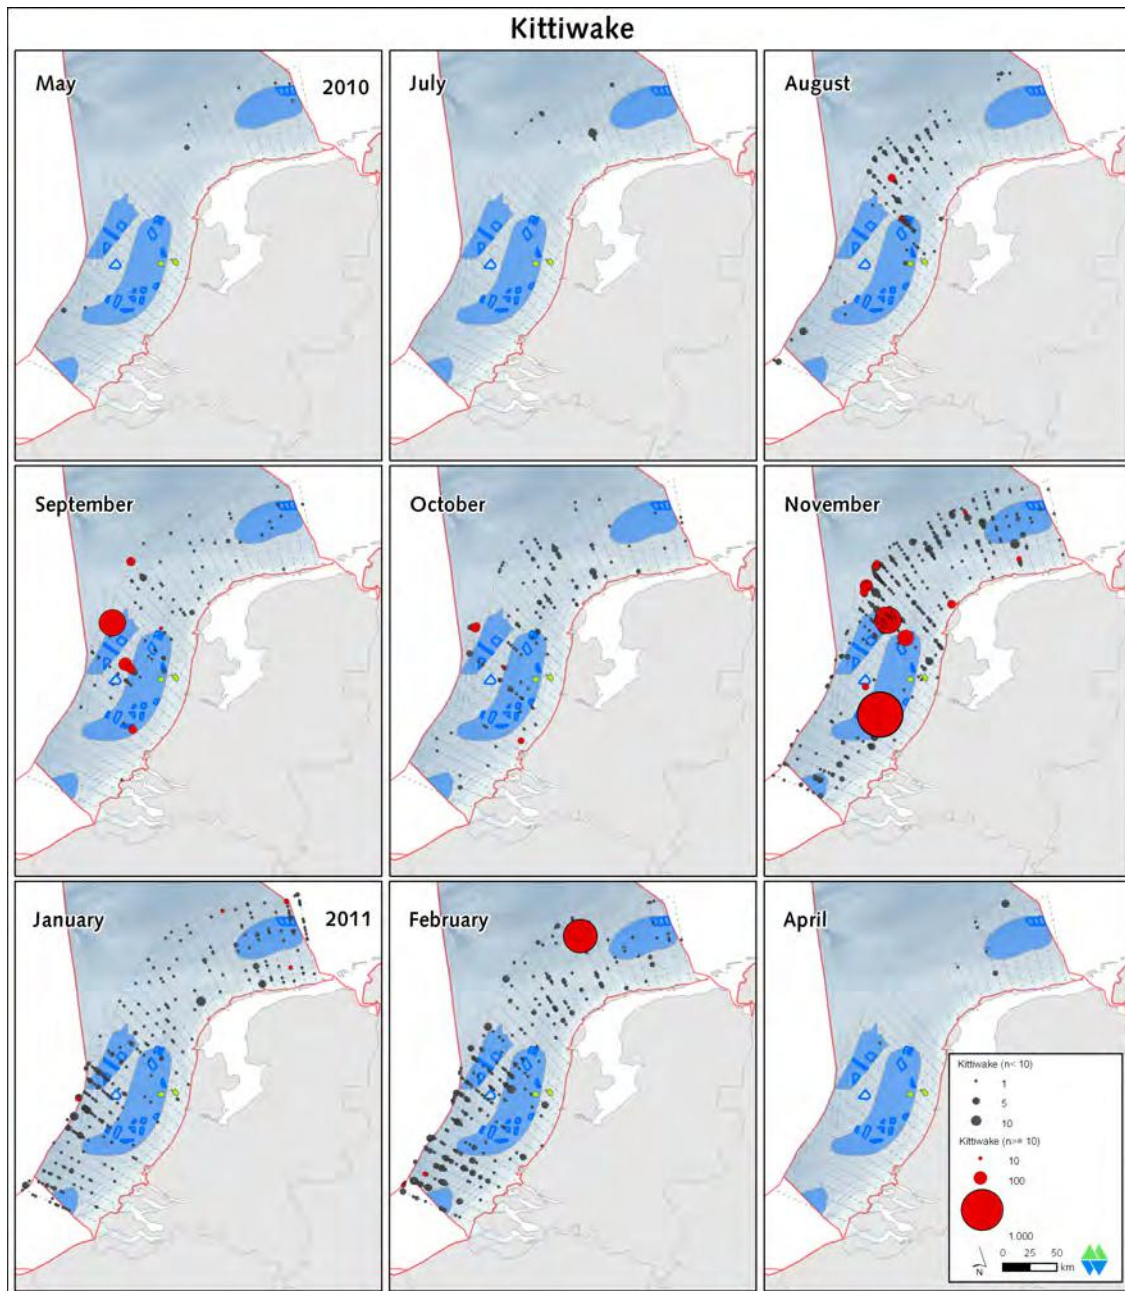 Kittiwake
May
2010
July
August
September
October
November
January
2011
February
April
Kittiwake (n< 10)
1
5
10
Kittiwake (n>= 10)
10
100
1.000
N
0 25 50
km